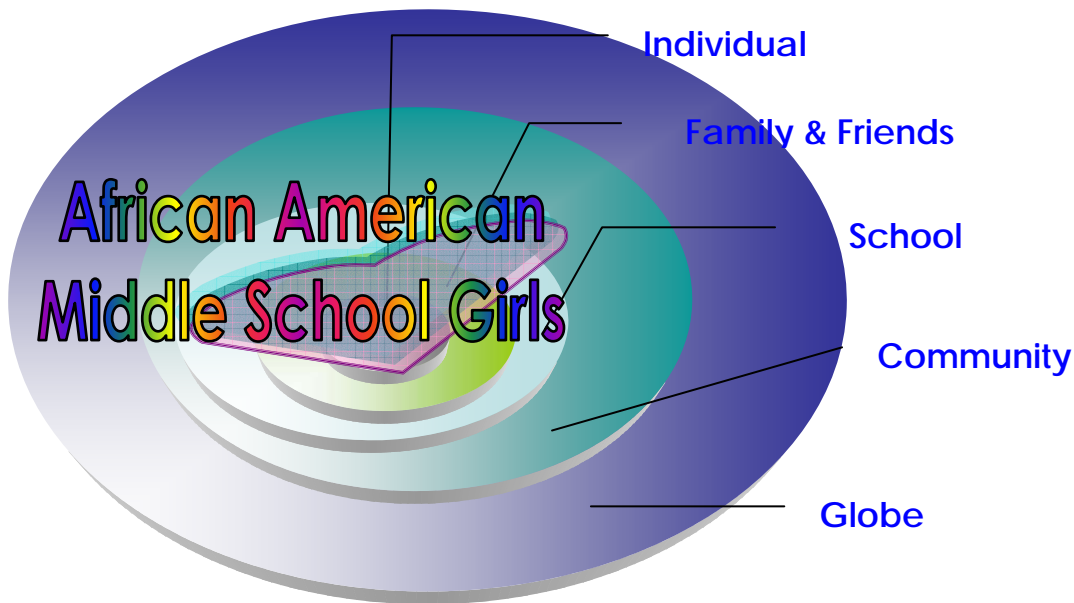 Individual
Family & Friends
African American
School
Middle School Girls
Community
Globe